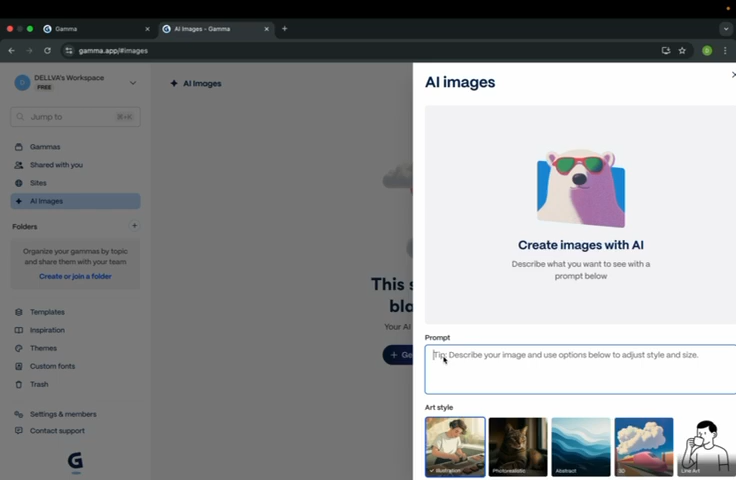 Gamma
AI Images - Gamma
gamma.app/#images
D
D
DELLVA's Workspace
FREE
Jump to
⌘+K
Gammas
Shared with you
Sites
AI Images
Folders
Organize your gammas by topic
and share them with your team
Create or join a folder
Templates
Inspiration
Themes
Custom fonts
Trash
Settings & members
Contact support
AI Images
This s
bla
Your AI
Ge
AI images
Create images with AI
Describe what you want to see with a
prompt below
Prompt
Tip: Describe your image and use options below to adjust style and size.
Art style
Illustration
Photorealistic
Abstract
3D
Line Art